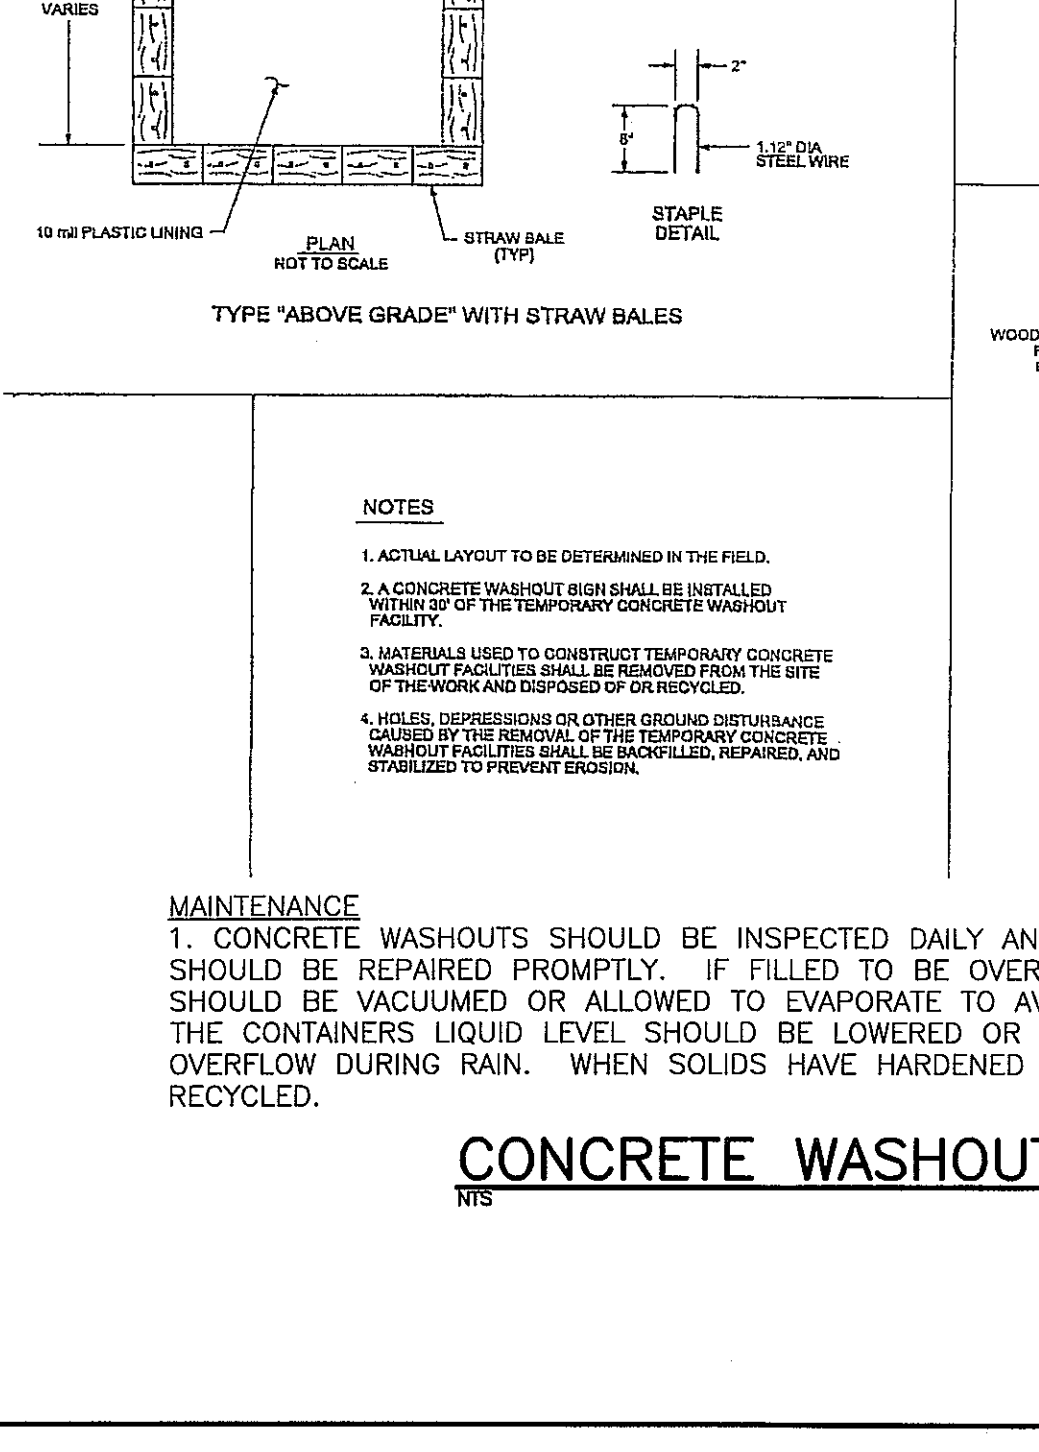 VARIES
2"
8"
1.12" DIA
STEEL WIRE
STAPLE
DETAIL
10 mil PLASTIC LINING
PLAN
NOT TO SCALE
STRAW BALE
(TYP)
TYPE "ABOVE GRADE" WITH STRAW BALES
WOOD
NOTES
1. ACTUAL LAYOUT TO BE DETERMINED IN THE FIELD.
2. A CONCRETE WASHOUT SIGN SHALL BE INSTALLED
WITHIN 30' OF THE TEMPORARY CONCRETE WASHOUT
FACILITY.
3. MATERIALS USED TO CONSTRUCT TEMPORARY CONCRETE
WASHOUT FACILITIES SHALL BE REMOVED FROM THE SITE
OF THE WORK AND DISPOSED OF OR RECYCLED.
4. HOLES, DEPRESSIONS OR OTHER GROUND DISTURBANCE
CAUSED BY THE REMOVAL OF THE TEMPORARY CONCRETE
WASHOUT FACILITIES SHALL BE BACKFILLED, REPAIRED, AND
STABILIZED TO PREVENT EROSION.
MAINTENANCE
1. CONCRETE WASHOUTS SHOULD BE INSPECTED DAILY AN
SHOULD BE REPAIRED PROMPTLY. IF FILLED TO BE OVER
SHOULD BE VACUUMED OR ALLOWED TO EVAPORATE TO AV
THE CONTAINERS LIQUID LEVEL SHOULD BE LOWERED OR
OVERFLOW DURING RAIN. WHEN SOLIDS HAVE HARDENED
RECYCLED.
CONCRETE WASHOUT
NTS